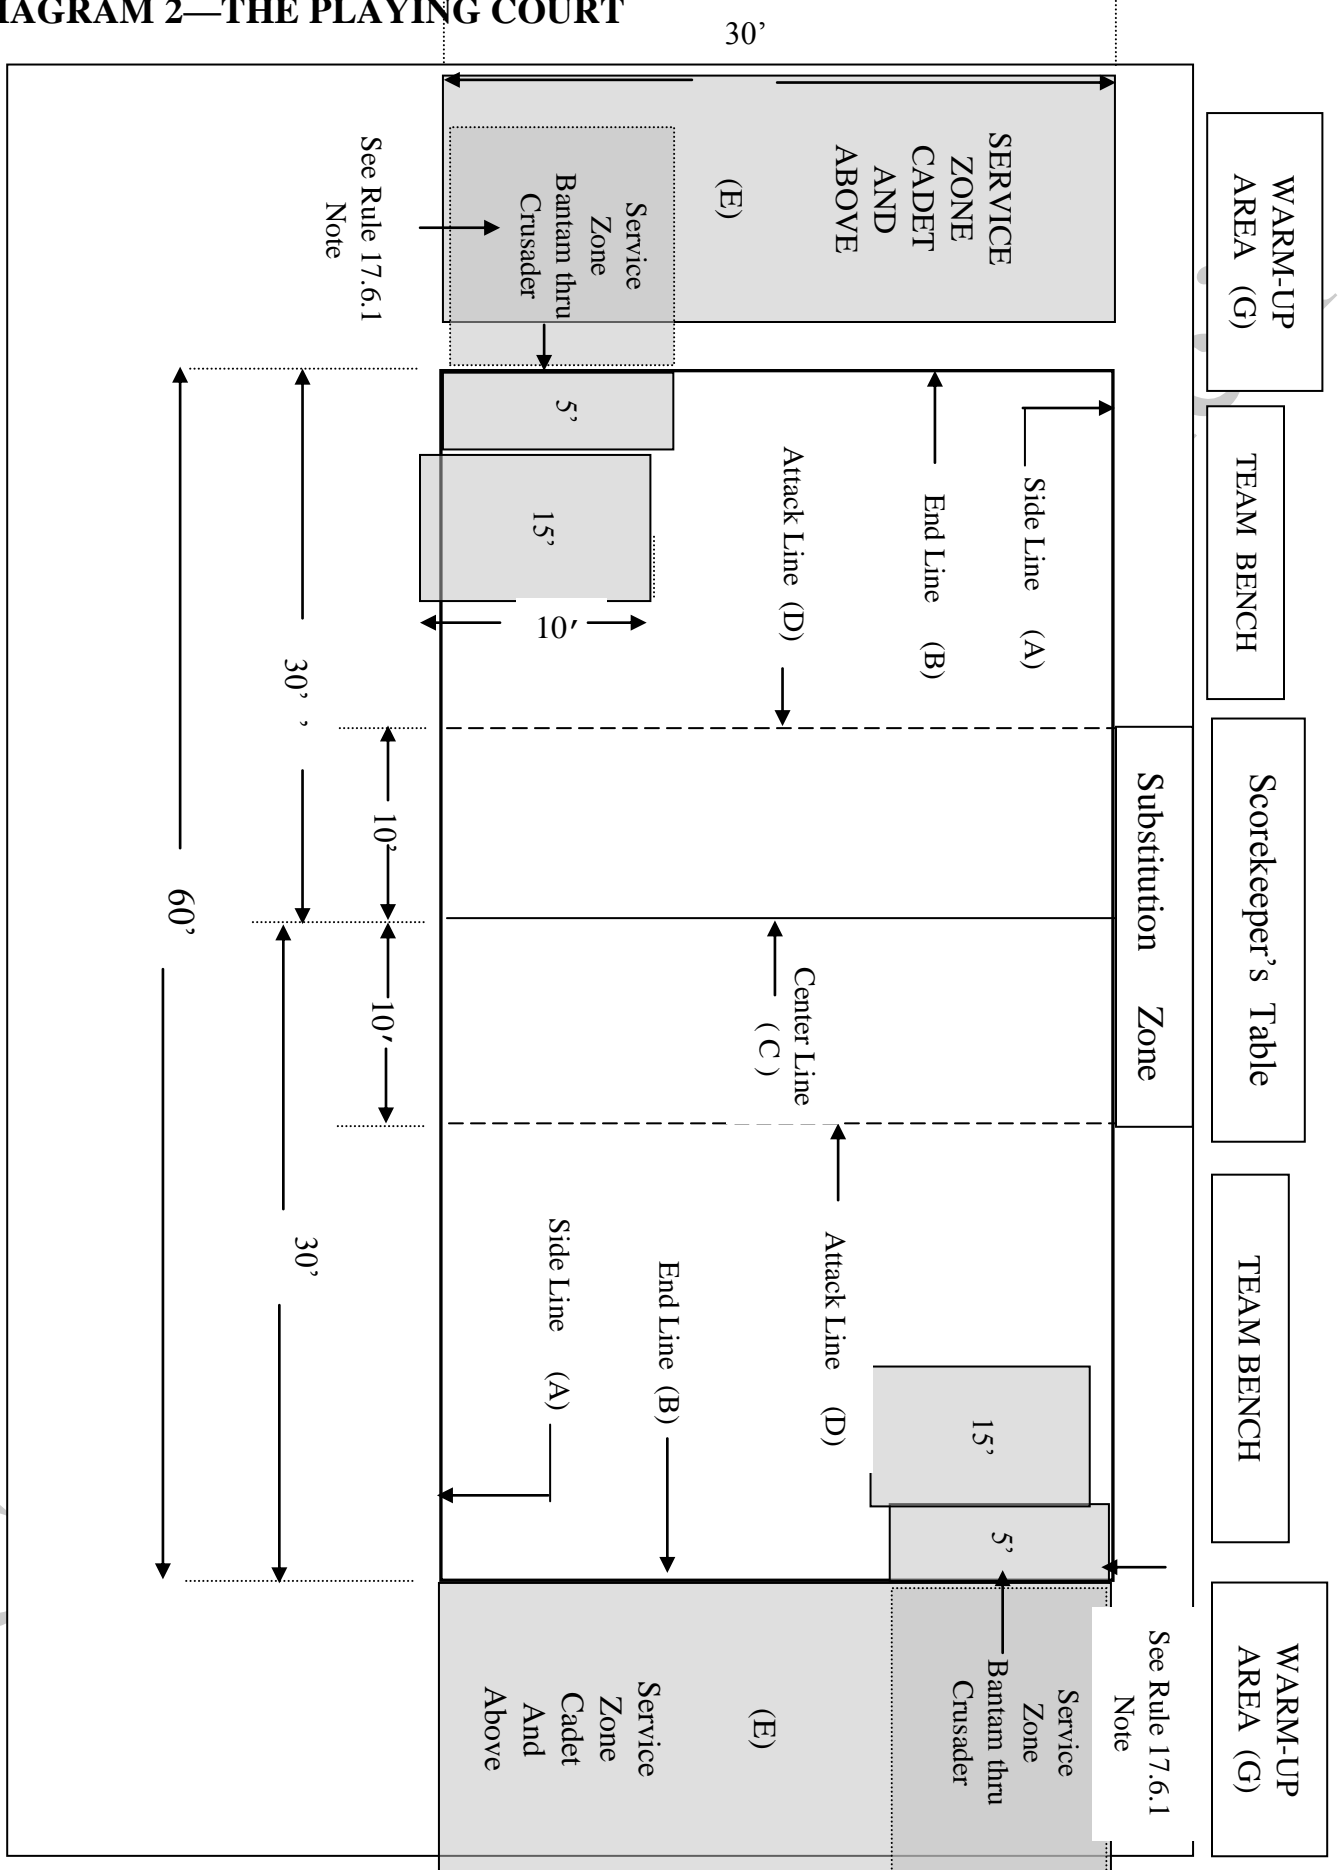 IAGRAM 2—THE PLAYING COURT
30’
WARM-UP
AREA (G)
TEAM BENCH
Scorekeeper’s Table
TEAM BENCH
WARM-UP
AREA (G)
Substitution Zone
SERVICE
ZONE
CADET
AND
ABOVE
(E)
Service
Zone
Bantam thru
Crusader
See Rule 17.6.1
Note
5’
15’
10′
Side Line (A)
End Line (B)
Attack Line (D)
Center Line
( C )
Attack Line (D)
End Line (B)
Side Line (A)
30’ ’
10’
10′
60’
30’
15’
5’
See Rule 17.6.1
Note
Service
Zone
Bantam thru
Crusader
(E)
Service
Zone
Cadet
And
Above